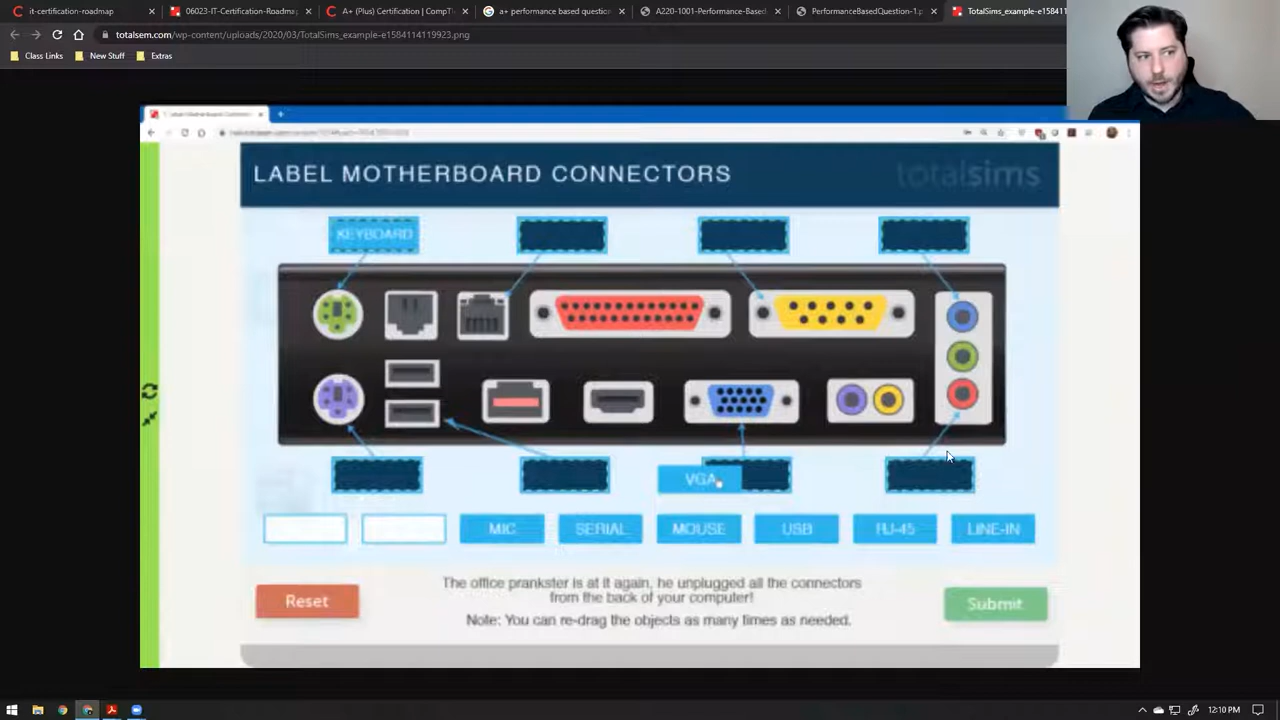 it-certification-roadmap
06023-IT-Certification-Roadmap
A+ (Plus) Certification | CompTI
a+ performance based question
A220-1001-Performance-Based
PerformanceBasedQuestion-1.p
TotalSims_example-e1584
totalsem.com/wp-content/uploads/2020/03/TotalSims_example-e1584114119923.png
Class Links
New Stuff
Extras
LABEL MOTHERBOARD CONNECTORS
totalsims
KEYBOARD
VGA
MIC
SERIAL
MOUSE
USB
RJ-45
LINE-IN
Reset
The office prankster is at it again, he unplugged all the connectors
from the back of your computer!
Note: You can re-drag the objects as many times as needed.
Submit
12:10 PM